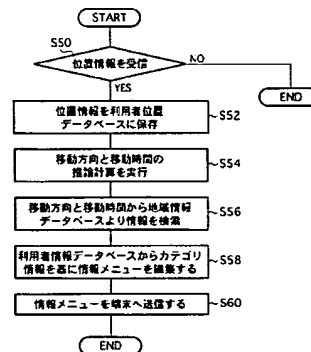 START
S50
位置情報を受信
NO
YES
END
位置情報を利用者位置
データベースに保存
S52
移動方向と移動時間の
推論計算を実行
S54
移動方向と移動時間から地域情報
データベースより情報を検索
S56
利用者情報データベースからカテゴリ
情報を基に情報メニューを編集する
S58
情報メニューを端末へ送信する
S60
END